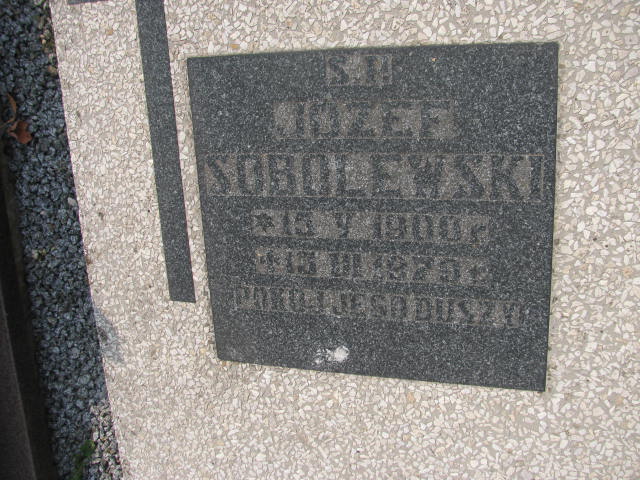 Ś.P.
JÓZEF
SOBOLEWSKI
* 15 V 1900 r
POKÓJ JEGO DUSZY